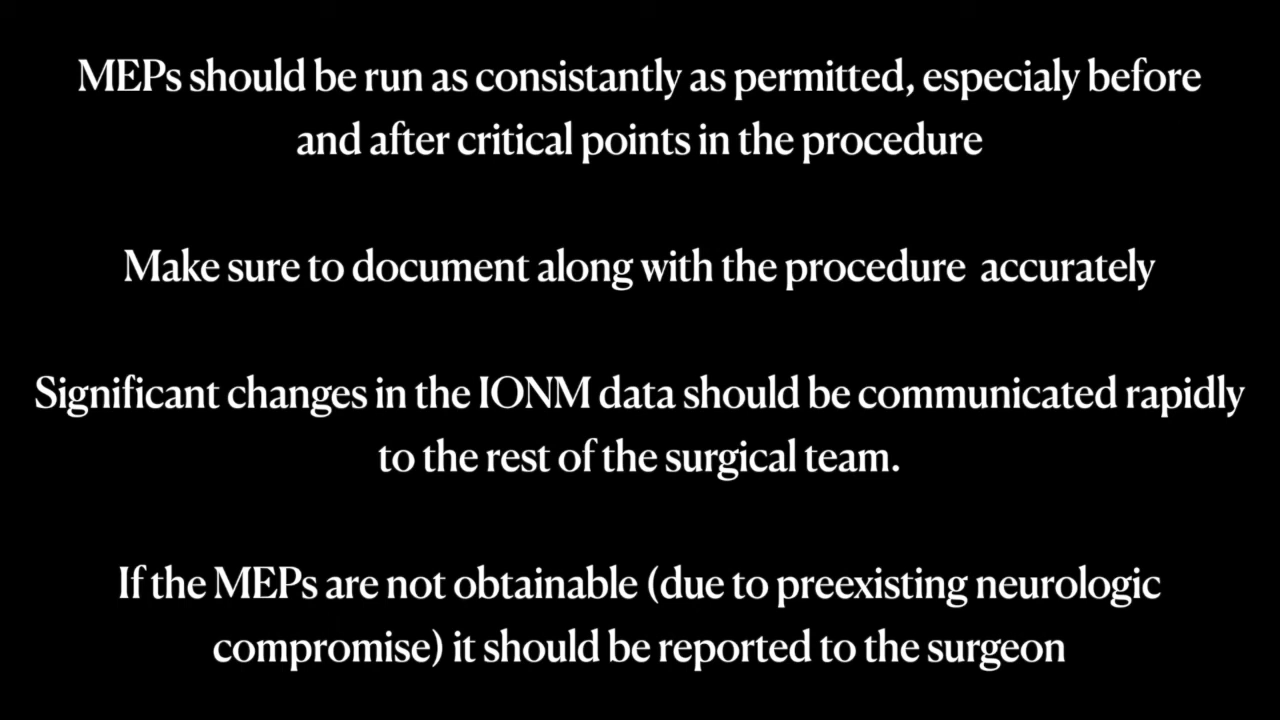 MEPs should be run as consistantly as permitted, especialy before
and after critical points in the procedure
Make sure to document along with the procedure  accurately
Significant changes in the IONM data should be communicated rapidly
to the rest of the surgical team.
If the MEPs are not obtainable (due to preexisting neurologic
compromise) it should be reported to the surgeon